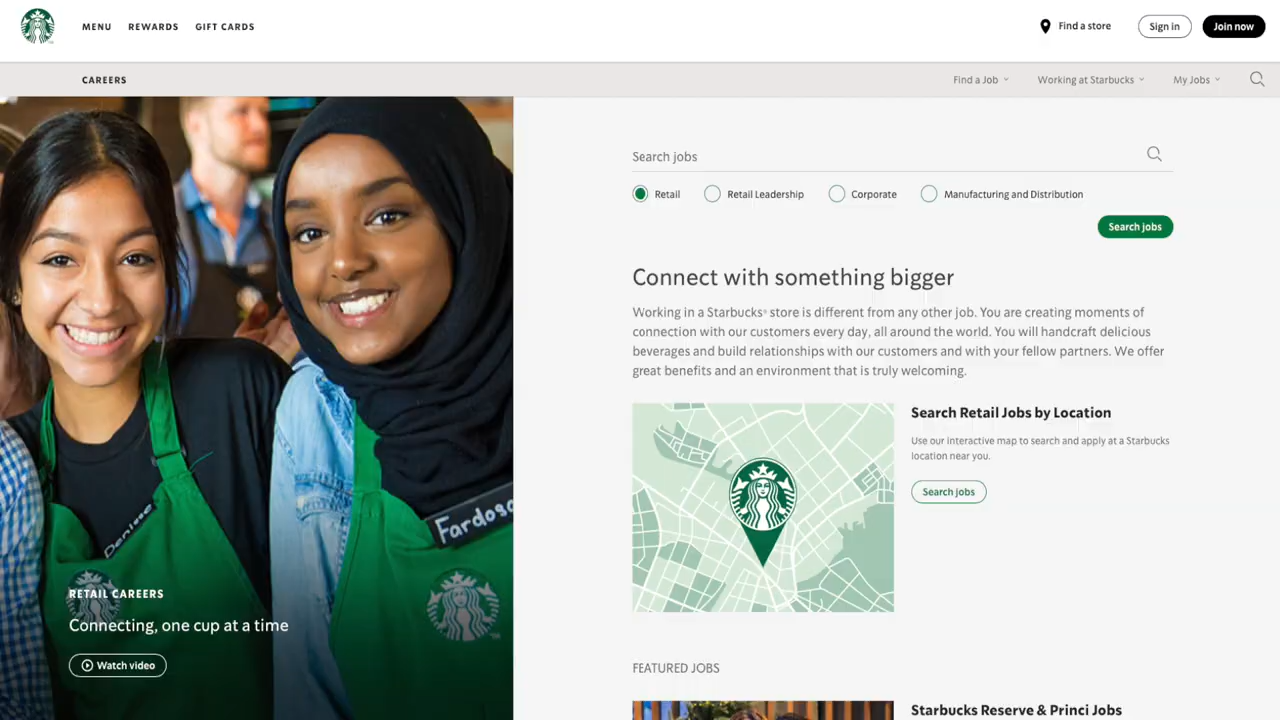 MENU REWARDS GIFT CARDS
Find a store
Sign in
Join now
CAREERS
Find a Job
Working at Starbucks
My Jobs
Search jobs
Retail
Retail Leadership
Corporate
Manufacturing and Distribution
Search jobs
Connect with something bigger
Working in a Starbucks® store is different from any other job. You are creating moments of
connection with our customers every day, all around the world. You will handcraft delicious
beverages and build relationships with our customers and with your fellow partners. We offer
great benefits and an environment that is truly welcoming.
Search Retail Jobs by Location
Use our interactive map to search and apply at a Starbucks
location near you.
Search jobs
Denise
Fardosa
RETAIL CAREERS
Connecting, one cup at a time
Watch video
FEATURED JOBS
Starbucks Reserve & Princi Jobs